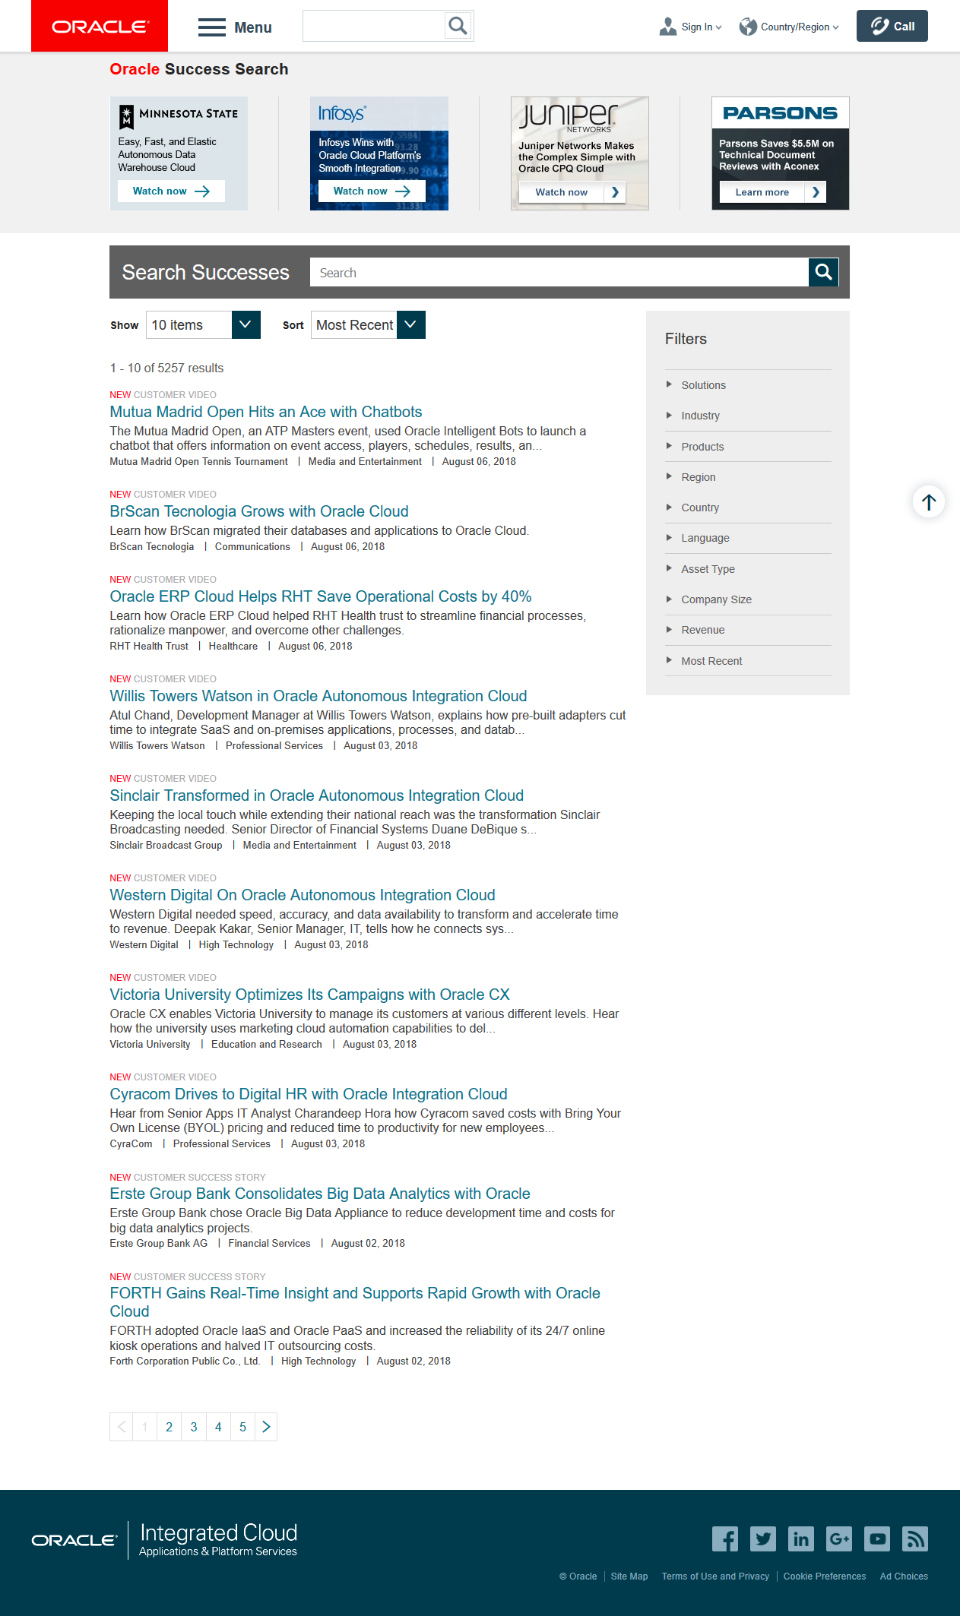 ORACLE
Menu
Sign In
Country/Region
Call
Oracle Success Search
MINNESOTA STATE
Easy, Fast, and Elastic
Autonomous Data
Warehouse Cloud
Watch now
Infosys
Infosys Wins with
Oracle Cloud Platform's
Smooth Integration
Watch now
JUNIPER
NETWORKS
Juniper Networks Makes
the Complex Simple with
Oracle CPQ Cloud
Watch now
PARSONS
Parsons Saves $5.5M on
Technical Document
Reviews with Aconex
Learn more
Search Successes
Search
Show 10 items Sort Most Recent
1 - 10 of 5257 results
NEW CUSTOMER VIDEO
Mutua Madrid Open Hits an Ace with Chatbots
The Mutua Madrid Open, an ATP Masters event, used Oracle Intelligent Bots to launch a
chatbot that offers information on event access, players, schedules, results, an...
Mutua Madrid Open Tennis Tournament | Media and Entertainment | August 06, 2018
NEW CUSTOMER VIDEO
BrScan Tecnologia Grows with Oracle Cloud
Learn how BrScan migrated their databases and applications to Oracle Cloud.
BrScan Tecnologia | Communications | August 06, 2018
NEW CUSTOMER VIDEO
Oracle ERP Cloud Helps RHT Save Operational Costs by 40%
Learn how Oracle ERP Cloud helped RHT Health trust to streamline financial processes,
rationalize manpower, and overcome other challenges.
RHT Health Trust | Healthcare | August 06, 2018
NEW CUSTOMER VIDEO
Willis Towers Watson in Oracle Autonomous Integration Cloud
Atul Chand, Development Manager at Willis Towers Watson, explains how pre-built adapters cut
time to integrate SaaS and on-premises applications, processes, and datab...
Willis Towers Watson | Professional Services | August 03, 2018
NEW CUSTOMER VIDEO
Sinclair Transformed in Oracle Autonomous Integration Cloud
Keeping the local touch while extending their national reach was the transformation Sinclair
Broadcasting needed. Senior Director of Financial Systems Duane DeBique s...
Sinclair Broadcast Group | Media and Entertainment | August 03, 2018
NEW CUSTOMER VIDEO
Western Digital On Oracle Autonomous Integration Cloud
Western Digital needed speed, accuracy, and data availability to transform and accelerate time
to revenue. Deepak Kakar, Senior Manager, IT, tells how he connects sys...
Western Digital | High Technology | August 03, 2018
NEW CUSTOMER VIDEO
Victoria University Optimizes Its Campaigns with Oracle CX
Oracle CX enables Victoria University to manage its customers at various different levels. Hear
how the university uses marketing cloud automation capabilities to del...
Victoria University | Education and Research | August 03, 2018
NEW CUSTOMER VIDEO
Cyracom Drives to Digital HR with Oracle Integration Cloud
Hear from Senior Apps IT Analyst Charandeep Hora how Cyracom saved costs with Bring Your
Own License (BYOL) pricing and reduced time to productivity for new employees...
CyraCom | Professional Services | August 03, 2018
NEW CUSTOMER SUCCESS STORY
Erste Group Bank Consolidates Big Data Analytics with Oracle
Erste Group Bank chose Oracle Big Data Appliance to reduce development time and costs for
big data analytics projects.
Erste Group Bank AG | Financial Services | August 02, 2018
NEW CUSTOMER SUCCESS STORY
FORTH Gains Real-Time Insight and Supports Rapid Growth with Oracle
Cloud
FORTH adopted Oracle IaaS and Oracle PaaS and increased the reliability of its 24/7 online
kiosk operations and halved IT outsourcing costs.
Forth Corporation Public Co., Ltd. | High Technology | August 02, 2018
Filters
Solutions
Industry
Products
Region
Country
Language
Asset Type
Company Size
Revenue
Most Recent
1 2 3 4 5
ORACLE
Integrated Cloud
Applications & Platform Services
© Oracle | Site Map Terms of Use and Privacy | Cookie Preferences Ad Choices